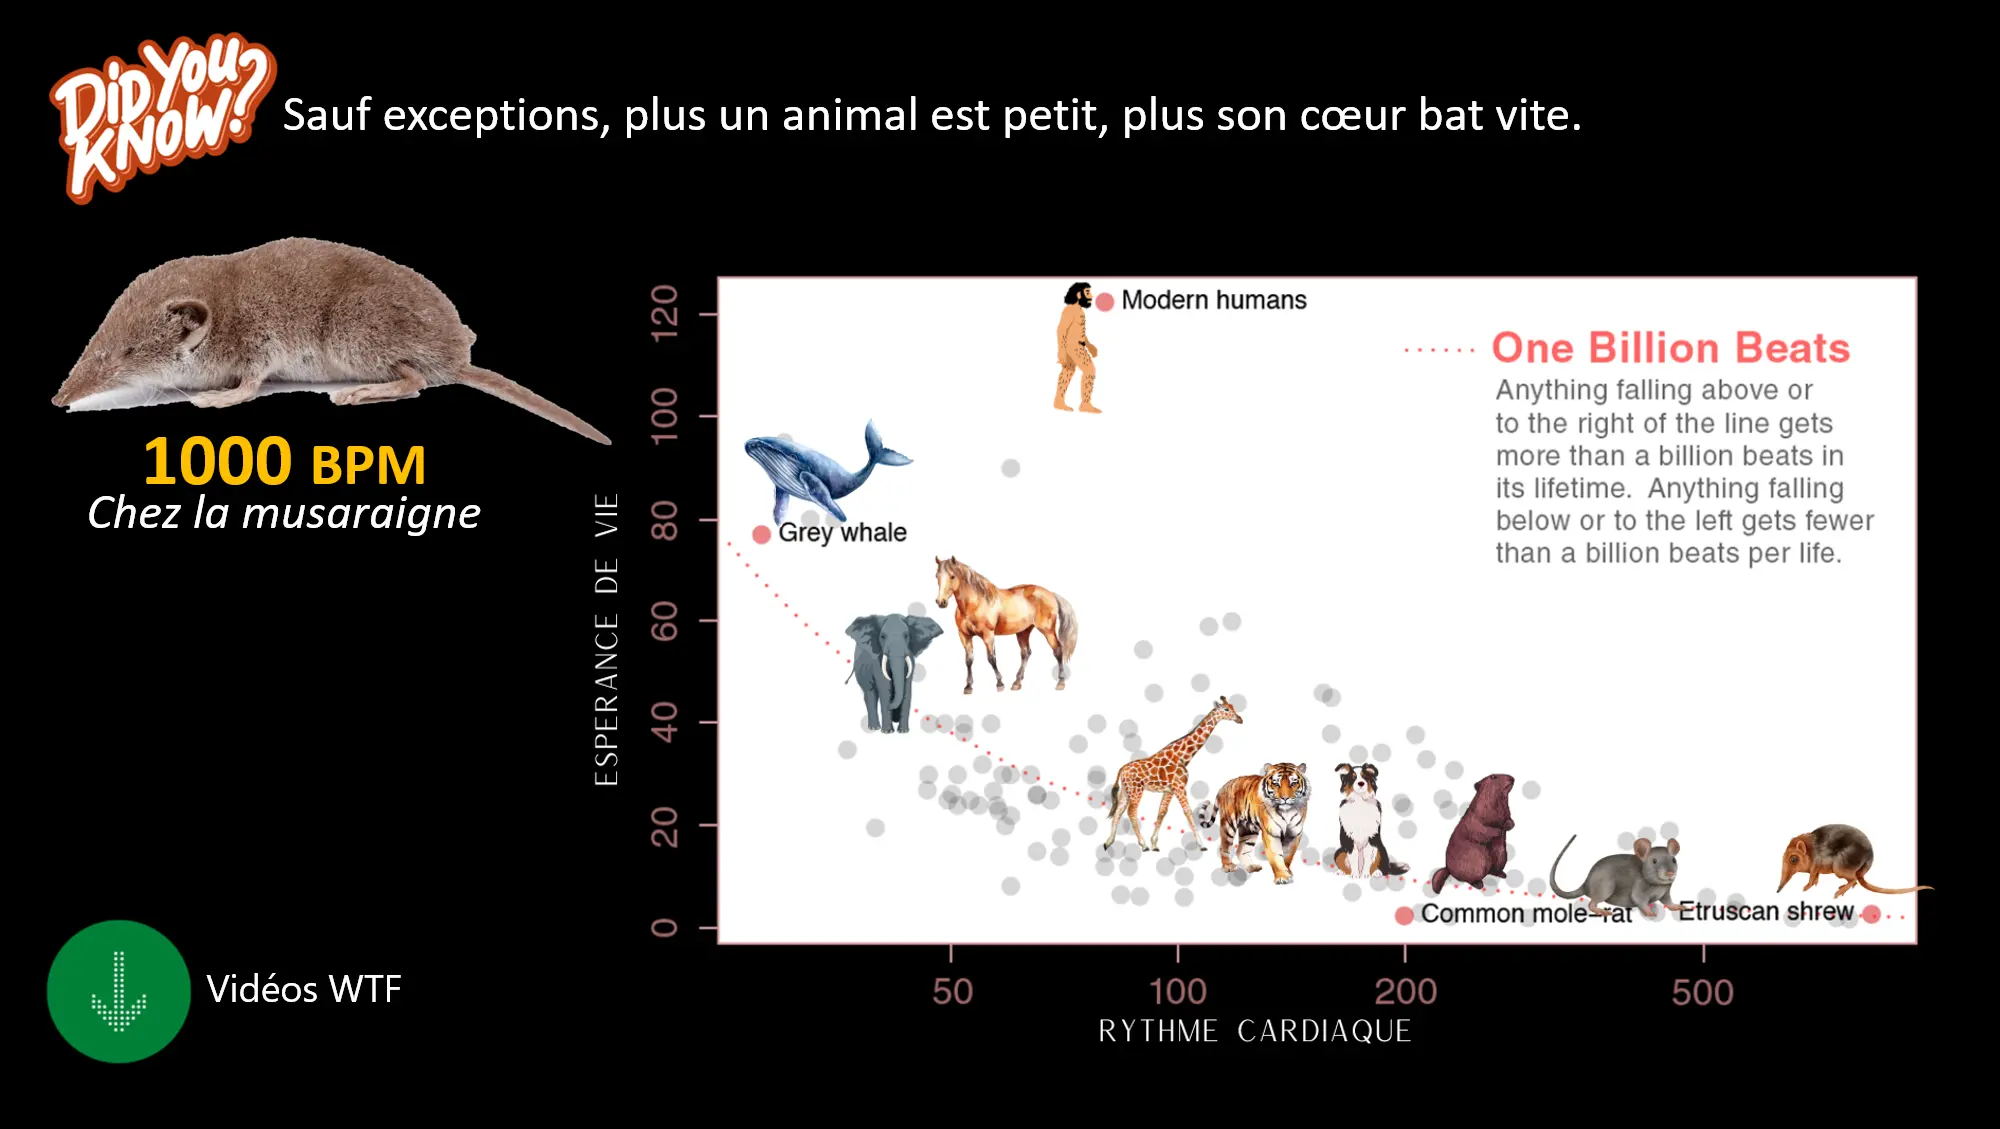 DID YOU
KNOW?
Sauf exceptions, plus un animal est petit, plus son cœur bat vite.
1000 BPM
Chez la musaraigne
Vidéos WTF
ESPERANCE DE VIE
120
100
80
60
40
20
0
Modern humans
Grey whale
One Billion Beats
Anything falling above or
to the right of the line gets
more than a billion beats in
its lifetime. Anything falling
below or to the left gets fewer
than a billion beats per life.
Common mole–rat
Etruscan shrew
50
100
200
500
RYTHME CARDIAQUE